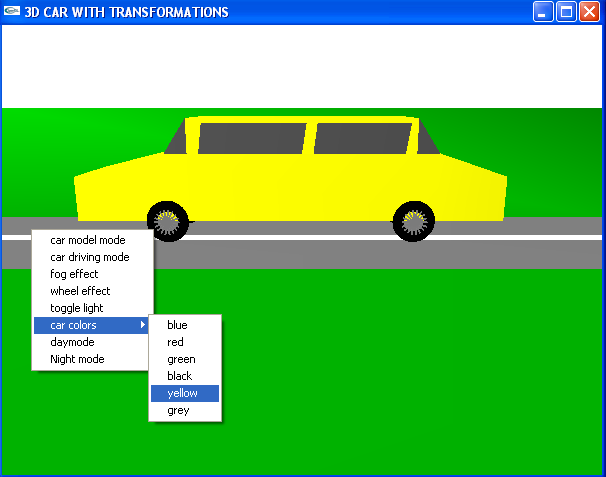 3D CAR WITH TRANSFORMATIONS
car model mode
car driving mode
fog effect
wheel effect
toggle light
car colors
daymode
Night mode
blue
red
green
black
yellow
grey